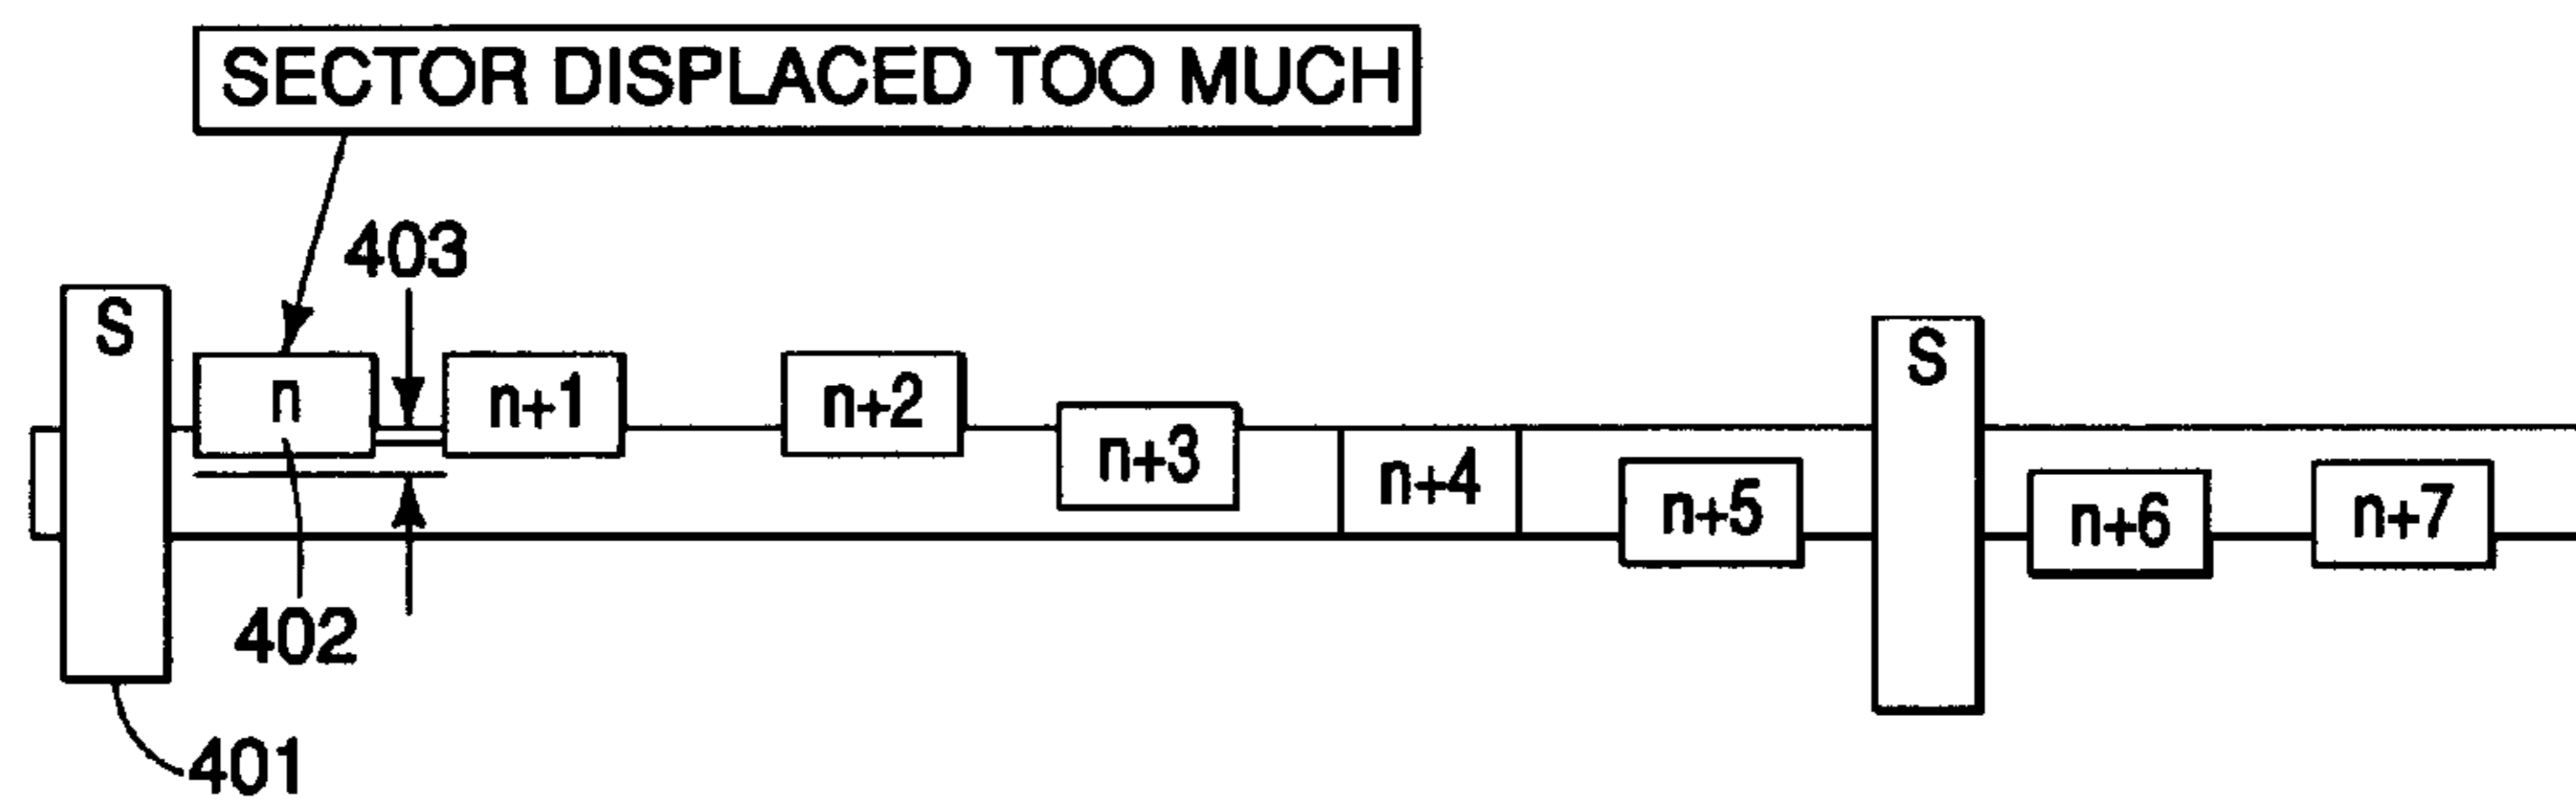 SECTOR DISPLACED TOO MUCH
403
S
n
n+1
n+2
n+3
n+4
n+5
S
n+6
n+7
402
401